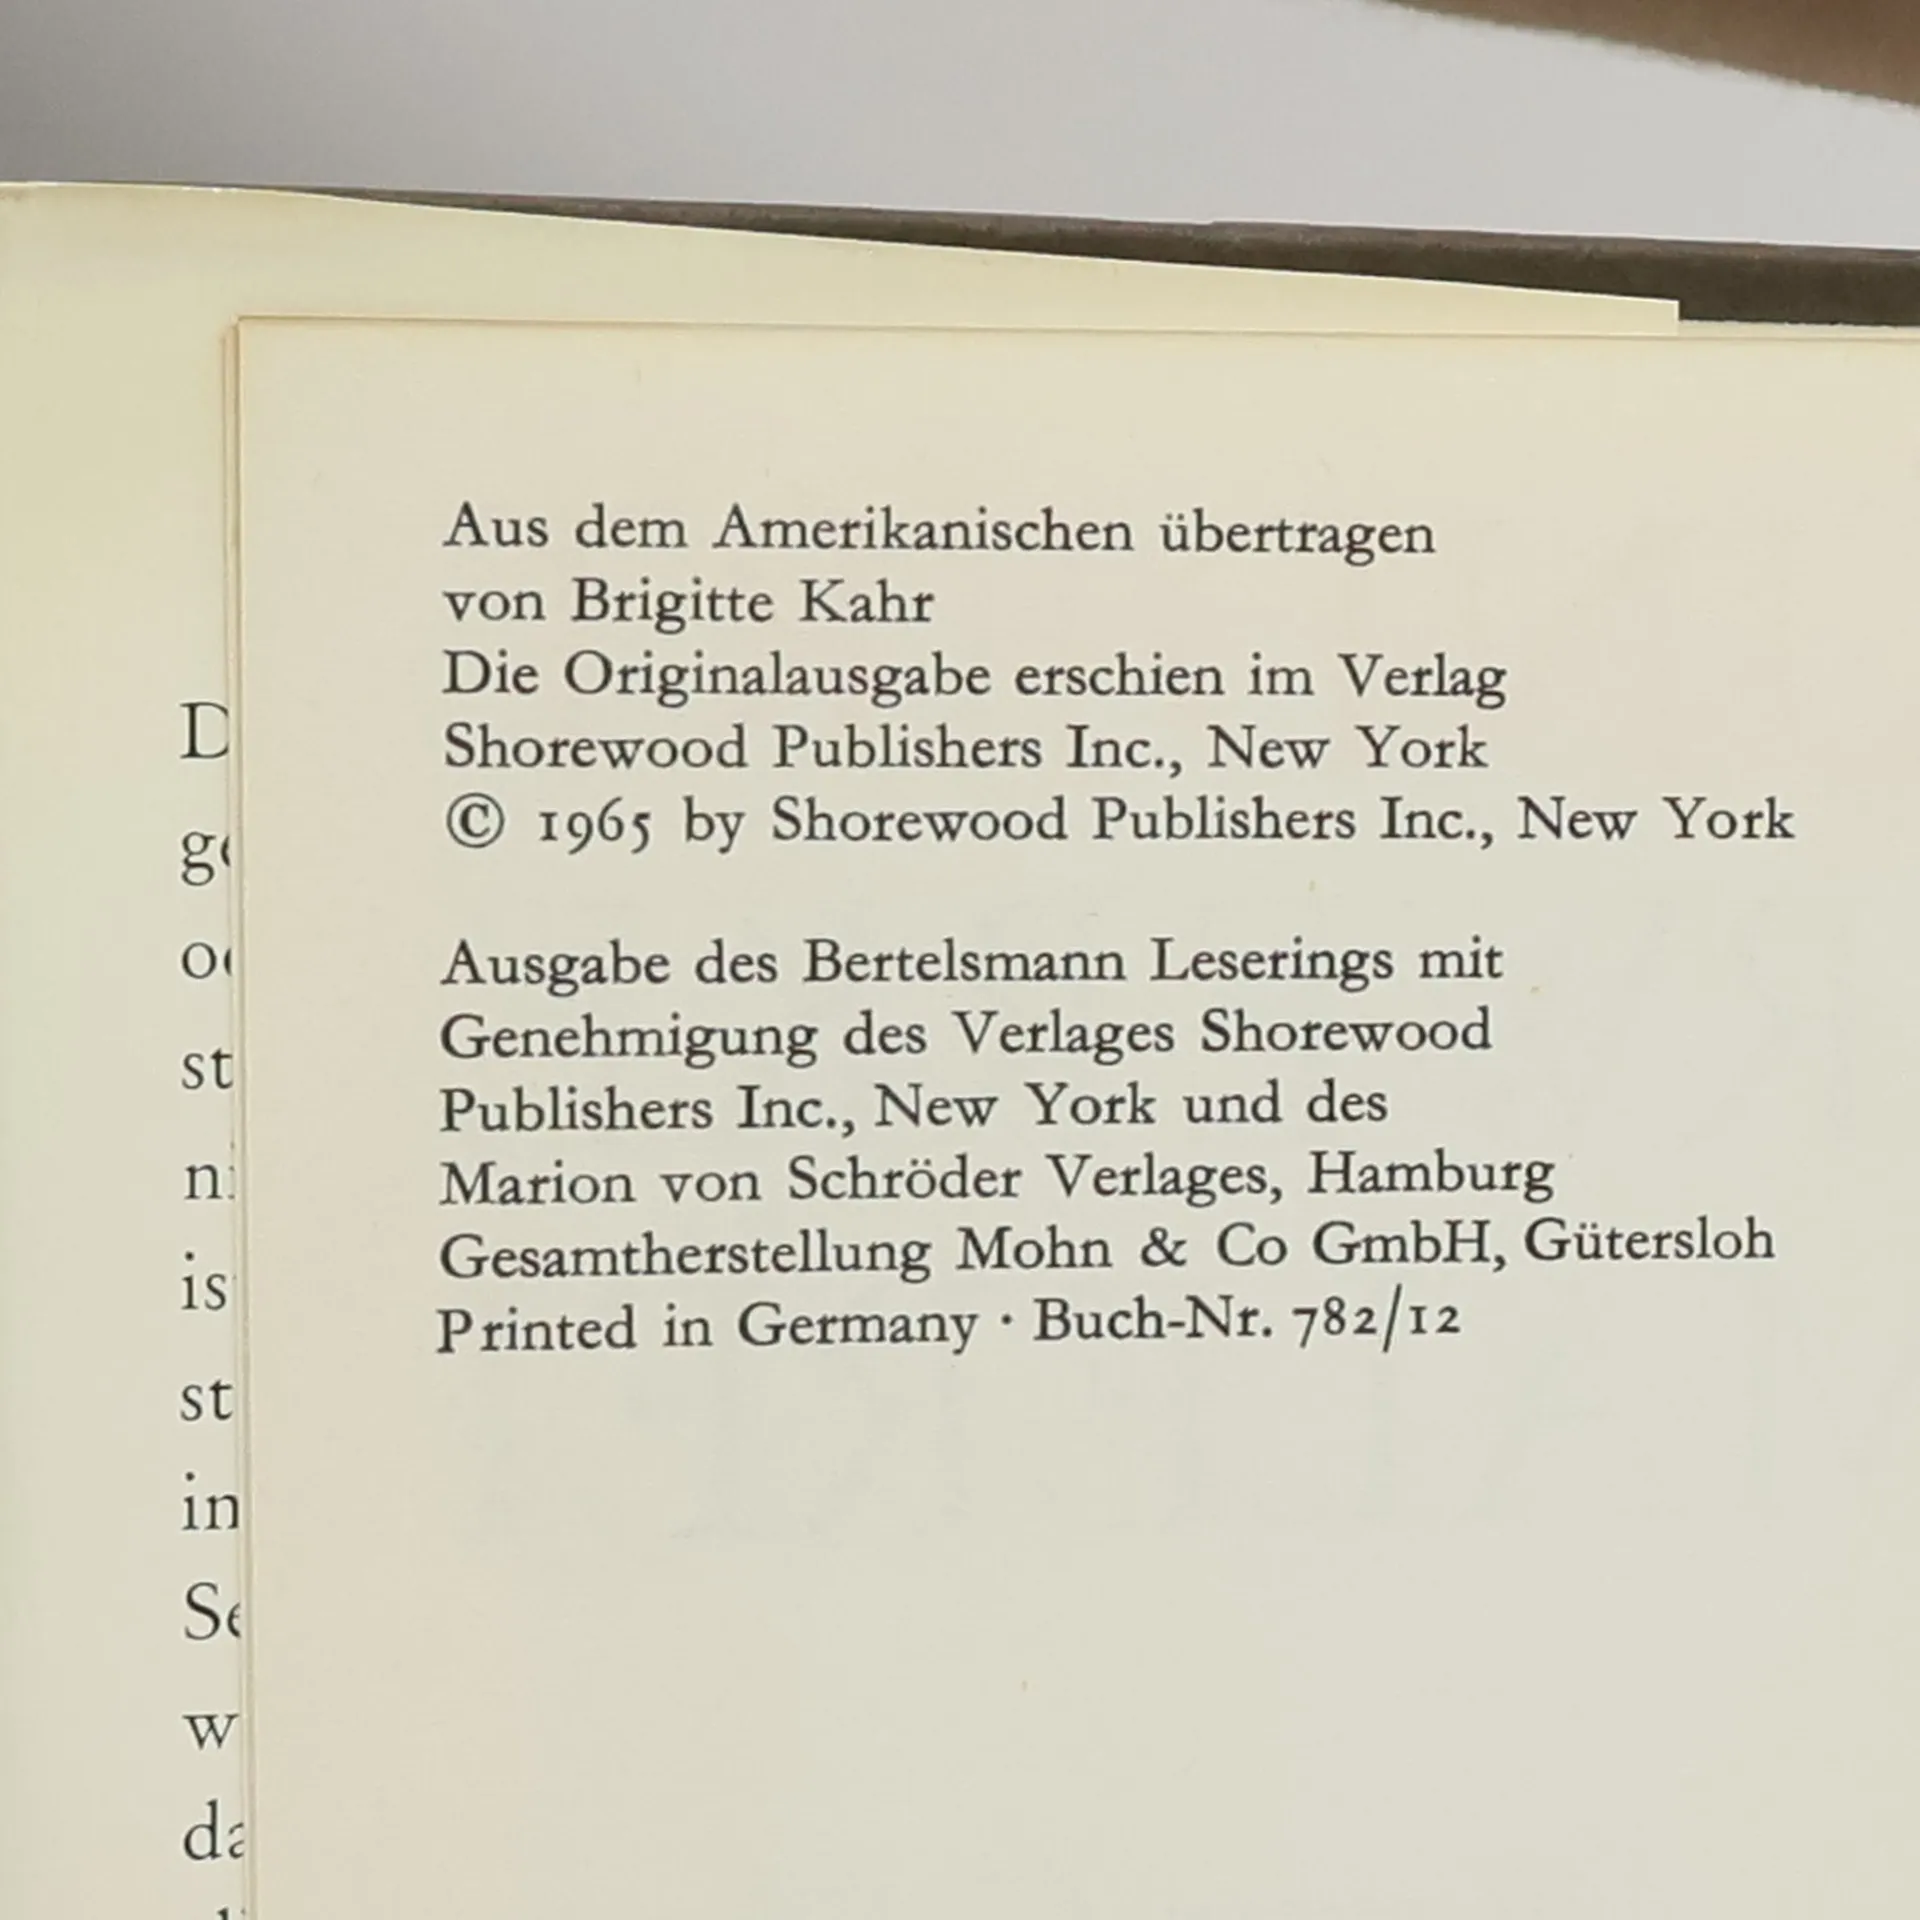 Aus dem Amerikanischen übertragen
von Brigitte Kahr
Die Originalausgabe erschien im Verlag
Shorewood Publishers Inc., New York
© 1965 by Shorewood Publishers Inc., New York
Ausgabe des Bertelsmann Leserings mit
Genehmigung des Verlages Shorewood
Publishers Inc., New York und des
Marion von Schröder Verlages, Hamburg
Gesamtherstellung Mohn & Co GmbH, Gütersloh
Printed in Germany · Buch-Nr. 782/12